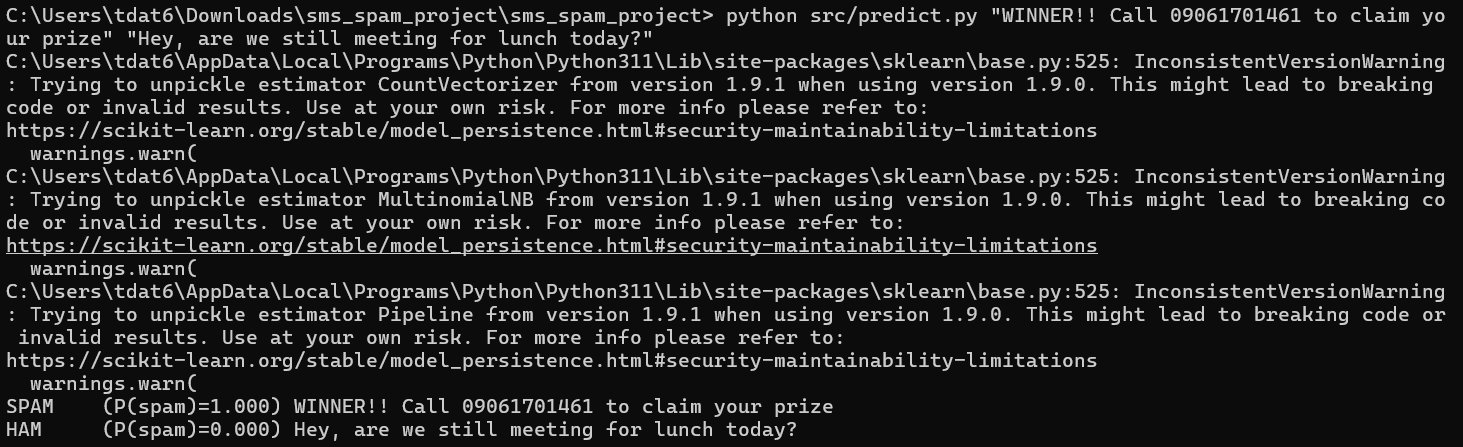 C:\Users\tdat6\Downloads\sms_spam_project\sms_spam_project> python src/predict.py "WINNER!! Call 09061701461 to claim yo
ur prize" "Hey, are we still meeting for lunch today?"
C:\Users\tdat6\AppData\Local\Programs\Python\Python311\Lib\site-packages\sklearn\base.py:525: InconsistentVersionWarning
: Trying to unpickle estimator CountVectorizer from version 1.9.1 when using version 1.9.0. This might lead to breaking
code or invalid results. Use at your own risk. For more info please refer to:
https://scikit-learn.org/stable/model_persistence.html#security-maintainability-limitations
  warnings.warn(
C:\Users\tdat6\AppData\Local\Programs\Python\Python311\Lib\site-packages\sklearn\base.py:525: InconsistentVersionWarning
: Trying to unpickle estimator MultinomialNB from version 1.9.1 when using version 1.9.0. This might lead to breaking co
de or invalid results. Use at your own risk. For more info please refer to:
https://scikit-learn.org/stable/model_persistence.html#security-maintainability-limitations
  warnings.warn(
C:\Users\tdat6\AppData\Local\Programs\Python\Python311\Lib\site-packages\sklearn\base.py:525: InconsistentVersionWarning
: Trying to unpickle estimator Pipeline from version 1.9.1 when using version 1.9.0. This might lead to breaking code or
 invalid results. Use at your own risk. For more info please refer to:
https://scikit-learn.org/stable/model_persistence.html#security-maintainability-limitations
  warnings.warn(
SPAM    (P(spam)=1.000) WINNER!! Call 09061701461 to claim your prize
HAM     (P(spam)=0.000) Hey, are we still meeting for lunch today?